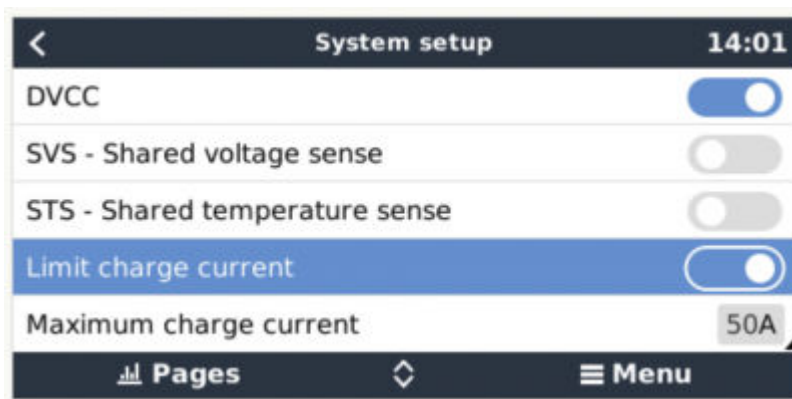 System setup 14:01
DVCC
SVS - Shared voltage sense
STS - Shared temperature sense
Limit charge current
Maximum charge current 50A
Pages Menu